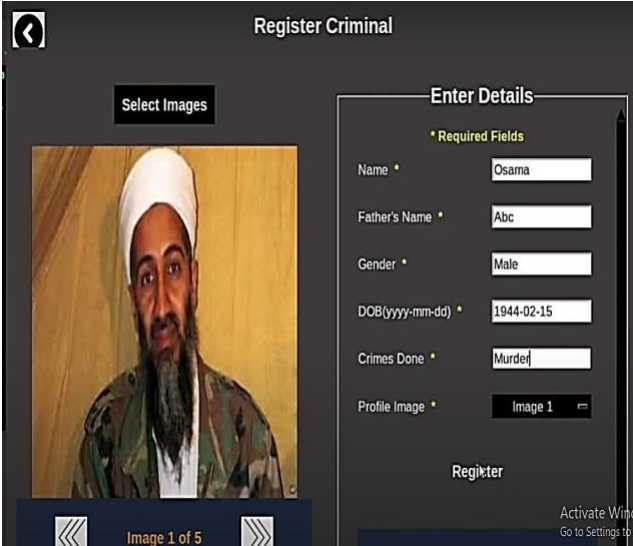 Register Criminal
Select Images
Enter Details
* Required Fields
Name * Osama
Father's Name * Abc
Gender * Male
DOB(yyyy-mm-dd) * 1944-02-15
Crimes Done * Murder
Profile Image * Image 1
Register
Image 1 of 5
Activate Win
Go to Settings to